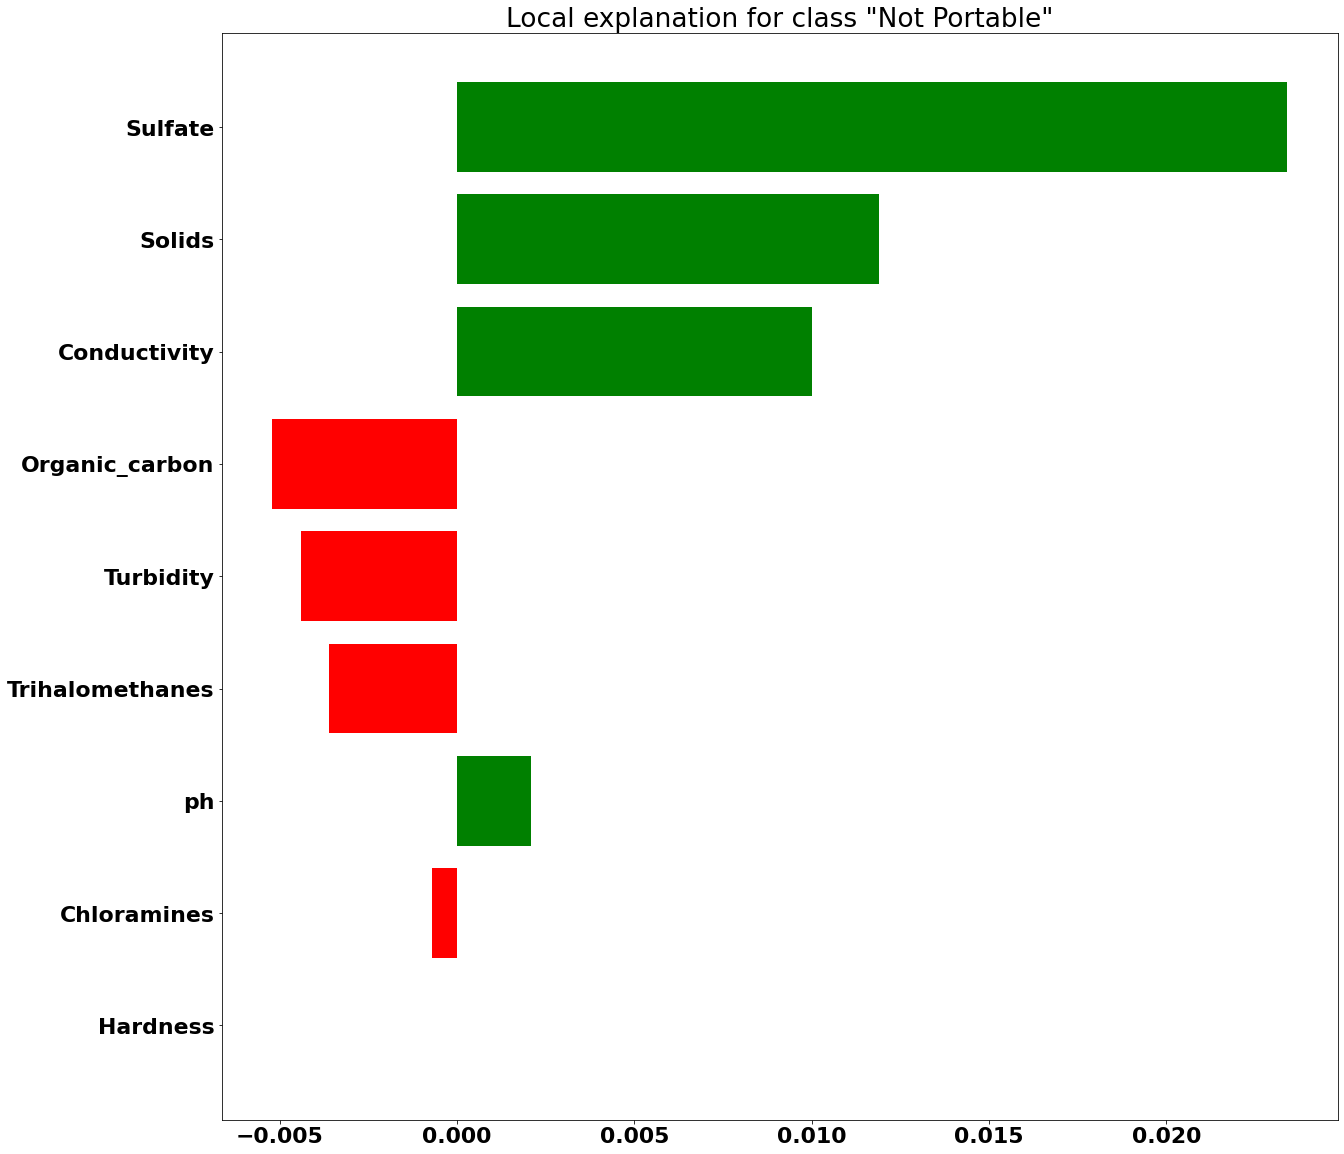 Local explanation for class "Not Portable"
Sulfate
Solids
Conductivity
Organic_carbon
Turbidity
Trihalomethanes
ph
Chloramines
Hardness
−0.005 0.000 0.005 0.010 0.015 0.020